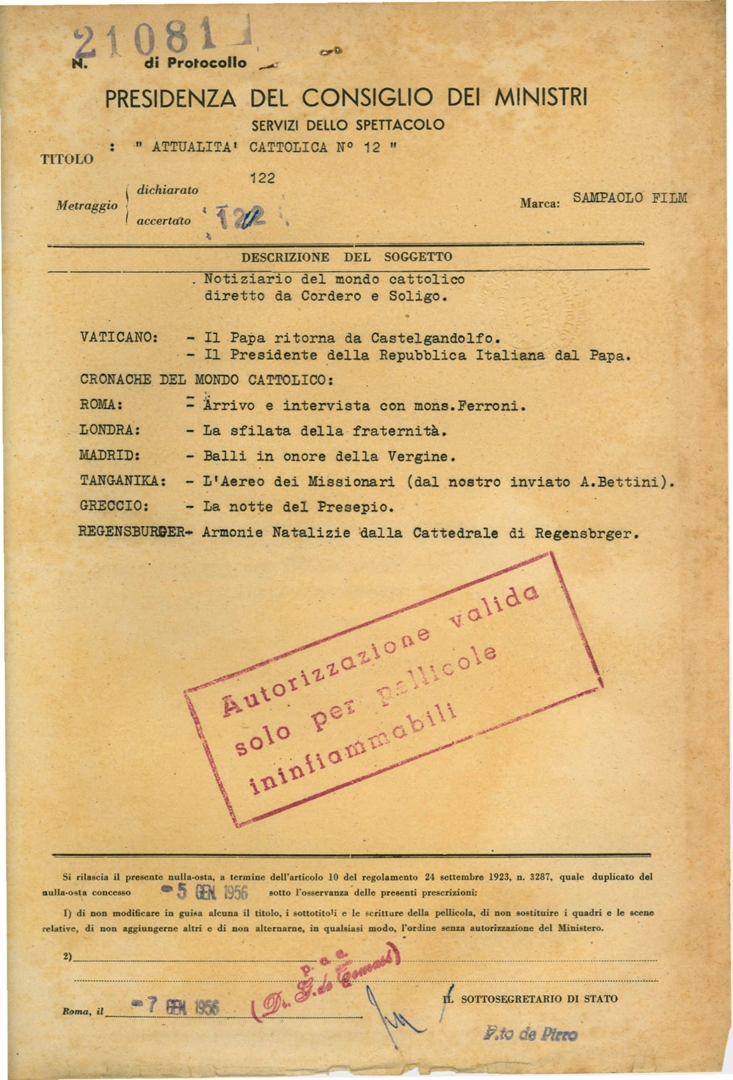 21081
N. di Protocollo
PRESIDENZA DEL CONSIGLIO DEI MINISTRI
SERVIZI DELLO SPETTACOLO
TITOLO : " ATTUALITA' CATTOLICA N° 12 "
Metraggio
dichiarato 122
accertato 122
Marca: SAMPAOLO FILM
DESCRIZIONE DEL SOGGETTO
. Notiziario del mondo cattolico
diretto da Cordero e Soligo.
VATICANO: - Il Papa ritorna da Castelgandolfo.
- Il Presidente della Repubblica Italiana dal Papa.
CRONACHE DEL MONDO CATTOLICO:
ROMA: - Arrivo e intervista con mons.Ferroni.
LONDRA: - La sfilata della fraternità.
MADRID: - Balli in onore della Vergine.
TANGANIKA: - L'Aereo dei Missionari (dal nostro inviato A.Bettini).
GRECCIO: - La notte del Presepio.
REGENSBURGER- Armonie Natalizie dalla Cattedrale di Regensbrger.
Autorizzazione valida
solo per pellicole
ininfiammabili
Si rilascia il presente nulla-osta, a termine dell'articolo 10 del regolamento 24 settembre 1923, n. 3287, quale duplicato del
nulla-osta concesso -5 GEN 1956 sotto l'osservanza delle presenti prescrizioni:
I) di non modificare in guisa alcuna il titolo, i sottotitoli e le scritture della pellicola, di non sostituire i quadri e le scene
relative, di non aggiungerne altri e di non alternarne, in qualsiasi modo, l'ordine senza autorizzazione del Ministero.
2)
p. c. c.
(Dr. G. de Tomasi)
Roma, il -7 GEN 1956
IL SOTTOSEGRETARIO DI STATO
F.to de Pirro